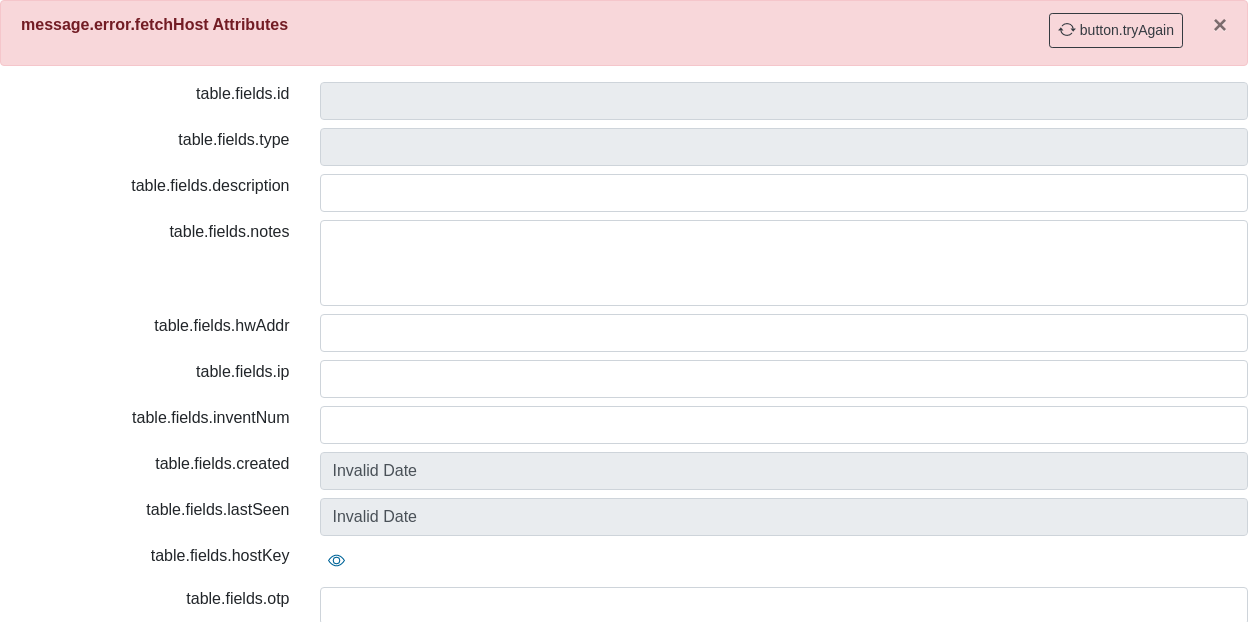 message.error.fetchHost Attributes
button.tryAgain
×
table.fields.id
table.fields.type
table.fields.description
table.fields.notes
table.fields.hwAddr
table.fields.ip
table.fields.inventNum
table.fields.created
Invalid Date
table.fields.lastSeen
Invalid Date
table.fields.hostKey
table.fields.otp